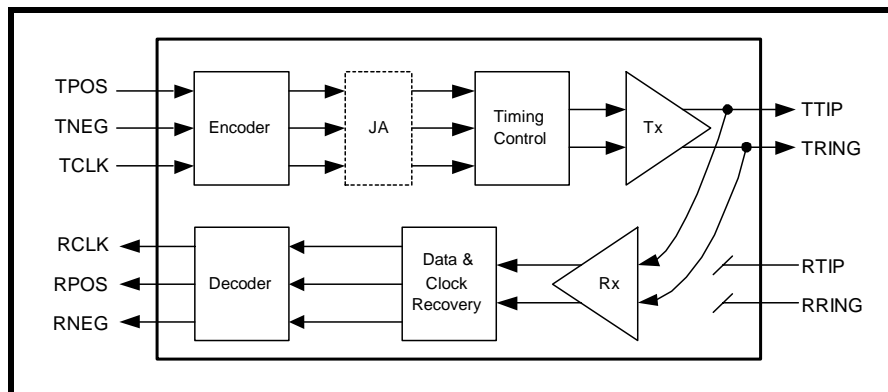 TPOS
TNEG
TCLK
Encoder
JA
Timing
Control
Tx
TTIP
TRING
RCLK
RPOS
RNEG
Decoder
Data &
Clock
Recovery
Rx
RTIP
RRING